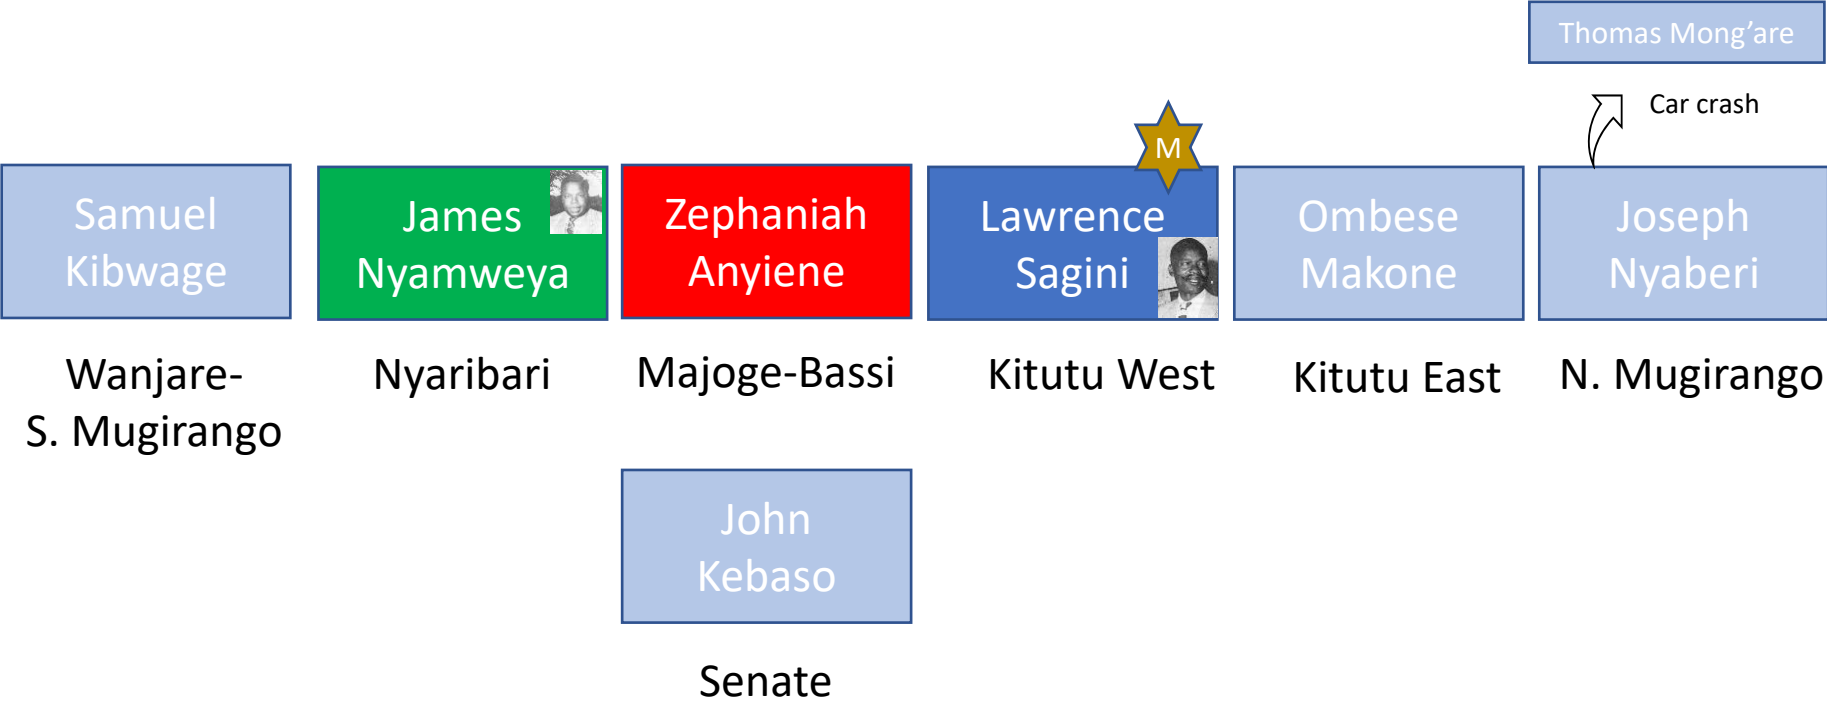 Thomas Mong’are
Car crash
M
Samuel
Kibwage
James
Nyamweya
Zephaniah
Anyiene
Lawrence
Sagini
Ombese
Makone
Joseph
Nyaberi
Wanjare-
S. Mugirango
Nyaribari
Majoge-Bassi
Kitutu West
Kitutu East
N. Mugirango
John
Kebaso
Senate